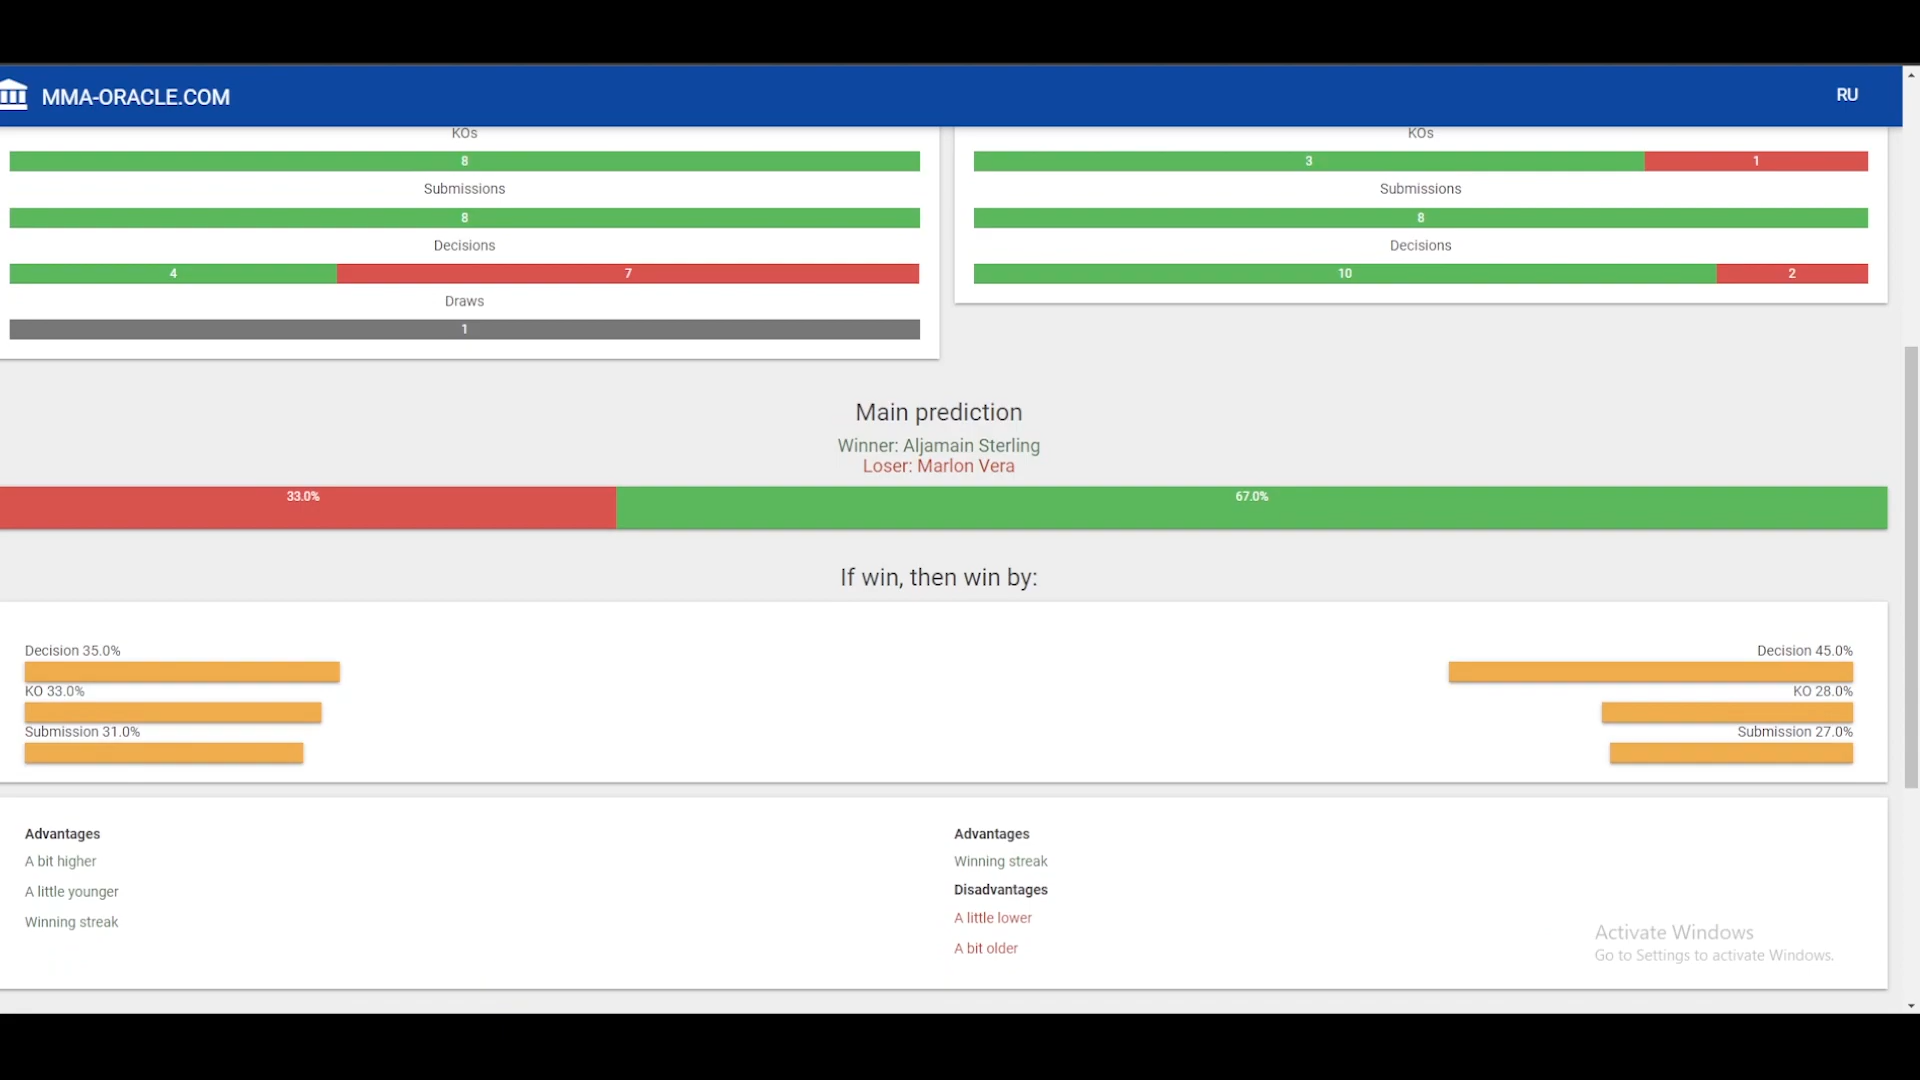 MMA-ORACLE.COM
RU
KOs
8
Submissions
8
Decisions
4 7
Draws
1
KOs
3 1
Submissions
8
Decisions
10 2
Main prediction
Winner: Aljamain Sterling
Loser: Marlon Vera
33.0% 67.0%
If win, then win by:
Decision 35.0%
KO 33.0%
Submission 31.0%
Decision 45.0%
KO 28.0%
Submission 27.0%
Advantages
A bit higher
A little younger
Winning streak
Advantages
Winning streak
Disadvantages
A little lower
A bit older
Activate Windows
Go to Settings to activate Windows.